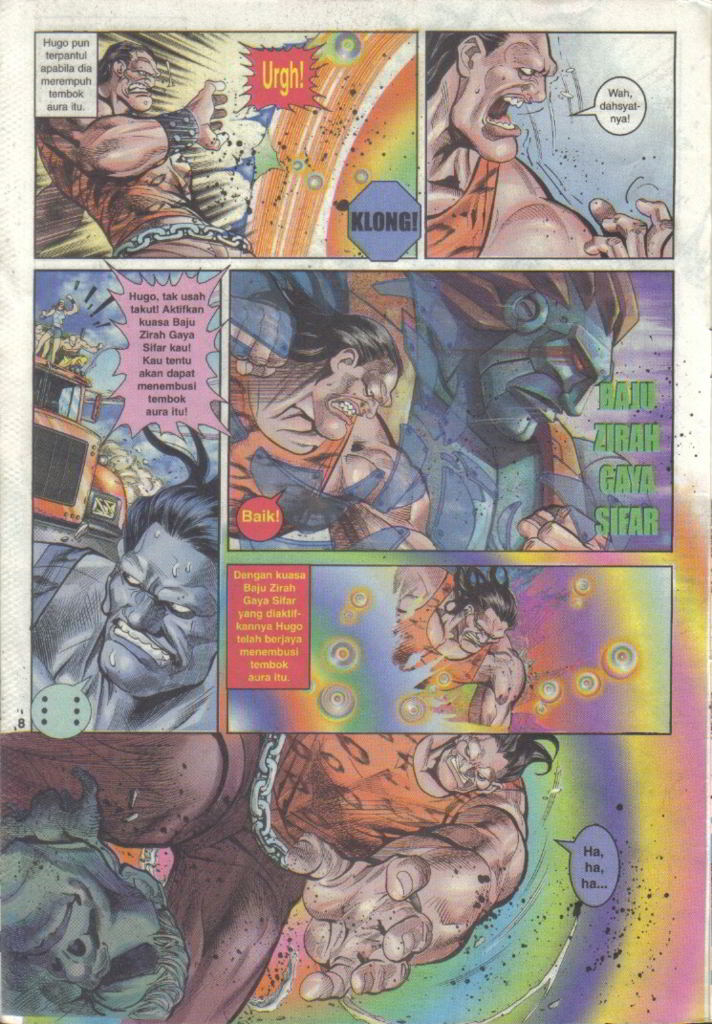 Hugo pun
terpantul
apabila dia
merempuh
tembok
aura itu.
Urgh!
KLONG!
Wah,
dahsyat-
nya!
Hugo, tak usah
takut! Aktifkan
kuasa Baju
Zirah Gaya
Sifar kau!
Kau tentu
akan dapat
menembusi
tembok
aura itu!
Baik!
BAJU
ZIRAH
GAYA
SIFAR
Dengan kuasa
Baju Zirah
Gaya Sifar
yang diaktif-
kannya Hugo
telah berjaya
menembusi
tembok
aura itu.
8
Ha,
ha,
ha...